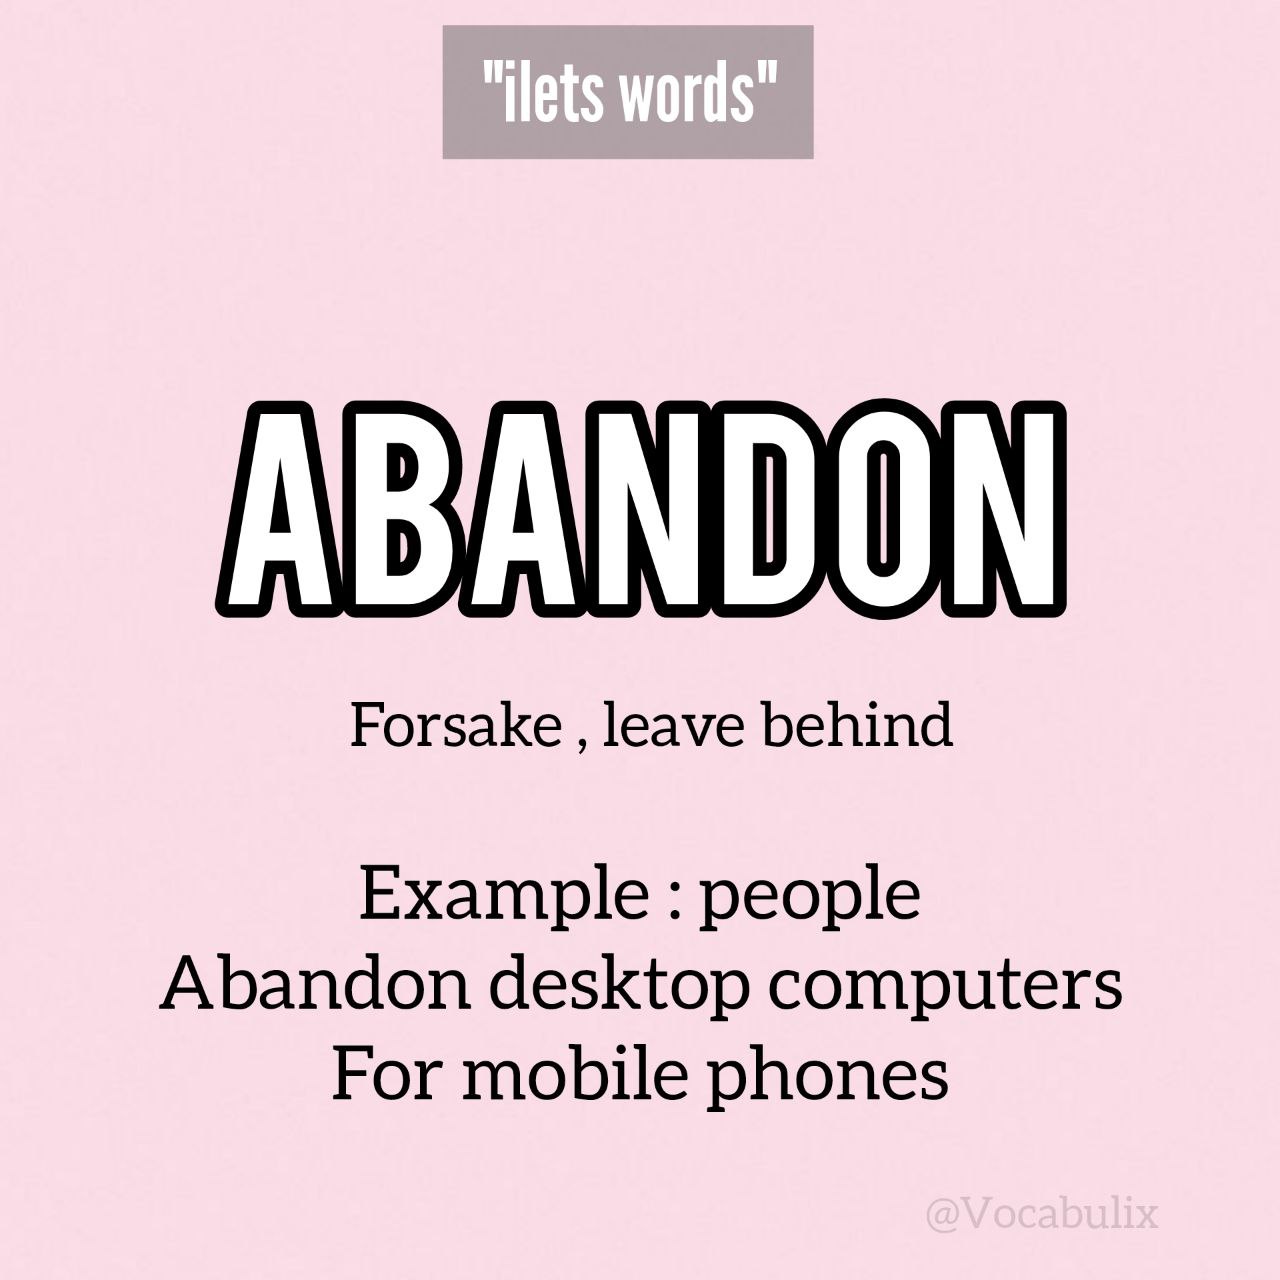 "ilets words"
ABANDON
Forsake , leave behind
Example : people
Abandon desktop computers
For mobile phones
@Vocabulix